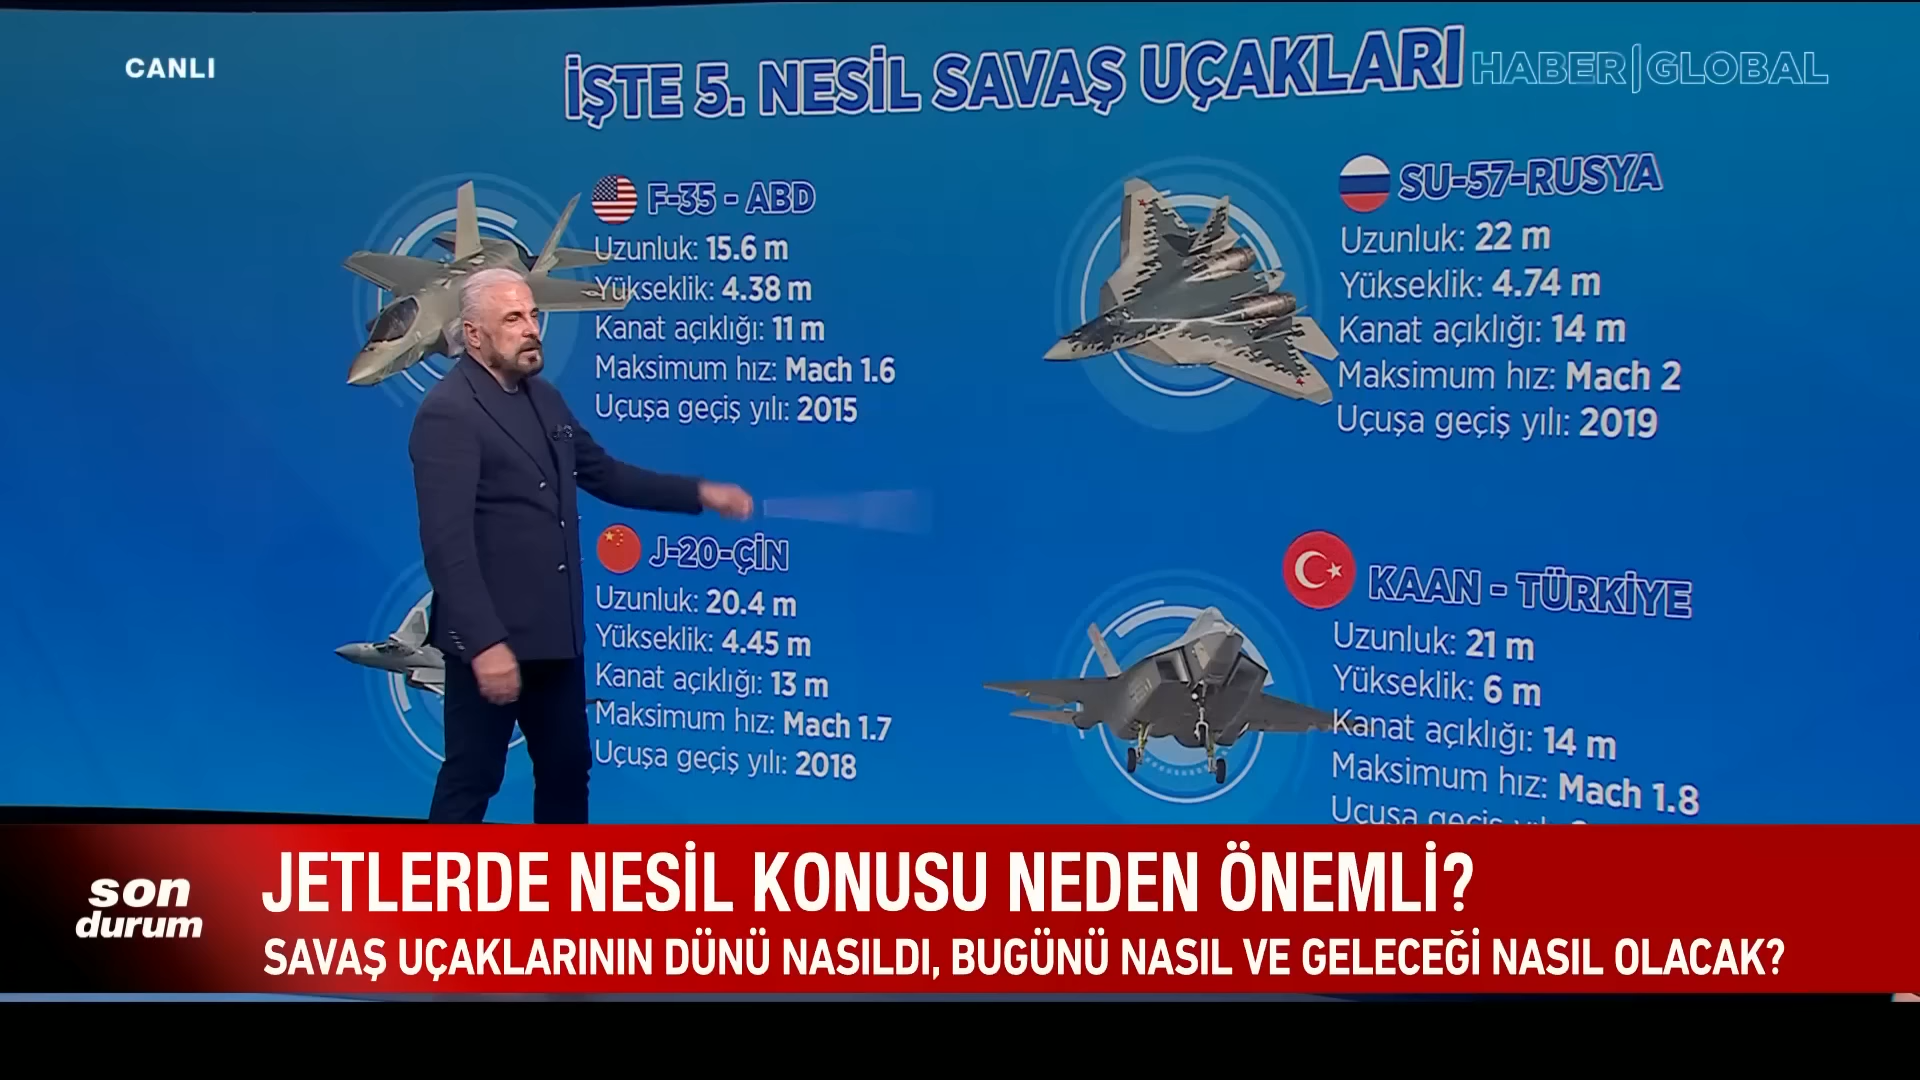 CANLI
İŞTE 5. NESİL SAVAŞ UÇAKLARI
HABER|GLOBAL
F-35 - ABD
Uzunluk: 15.6 m
Yükseklik: 4.38 m
Kanat açıklığı: 11 m
Maksimum hız: Mach 1.6
Uçuşa geçiş yılı: 2015
SU-57-RUSYA
Uzunluk: 22 m
Yükseklik: 4.74 m
Kanat açıklığı: 14 m
Maksimum hız: Mach 2
Uçuşa geçiş yılı: 2019
J-20-ÇİN
Uzunluk: 20.4 m
Yükseklik: 4.45 m
Kanat açıklığı: 13 m
Maksimum hız: Mach 1.7
Uçuşa geçiş yılı: 2018
KAAN - TÜRKİYE
Uzunluk: 21 m
Yükseklik: 6 m
Kanat açıklığı: 14 m
Maksimum hız: Mach 1.8
Uçuşa geçiş yılı:
son
durum
JETLERDE NESİL KONUSU NEDEN ÖNEMLİ?
SAVAŞ UÇAKLARININ DÜNÜ NASILDI, BUGÜNÜ NASIL VE GELECEĞİ NASIL OLACAK?